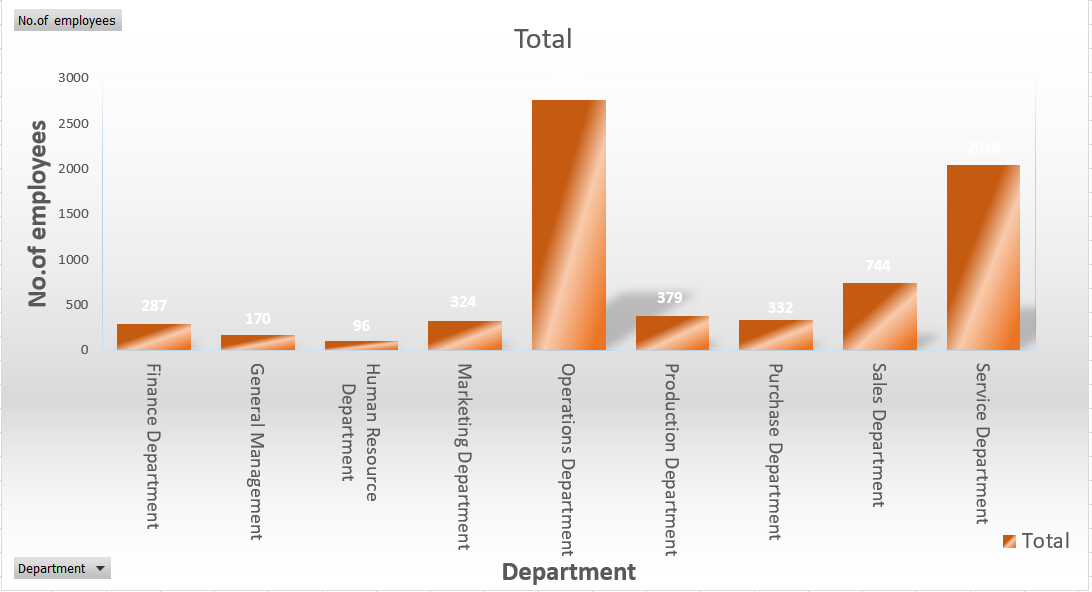 No.of employees
Total
No.of employees
3000
2500
2000
1500
1000
500
0
287
170
96
324
379
332
744
2048
Finance Department
General Management
Human Resource
Department
Marketing Department
Operations Department
Production Department
Purchase Department
Sales Department
Service Department
Total
Department
Department